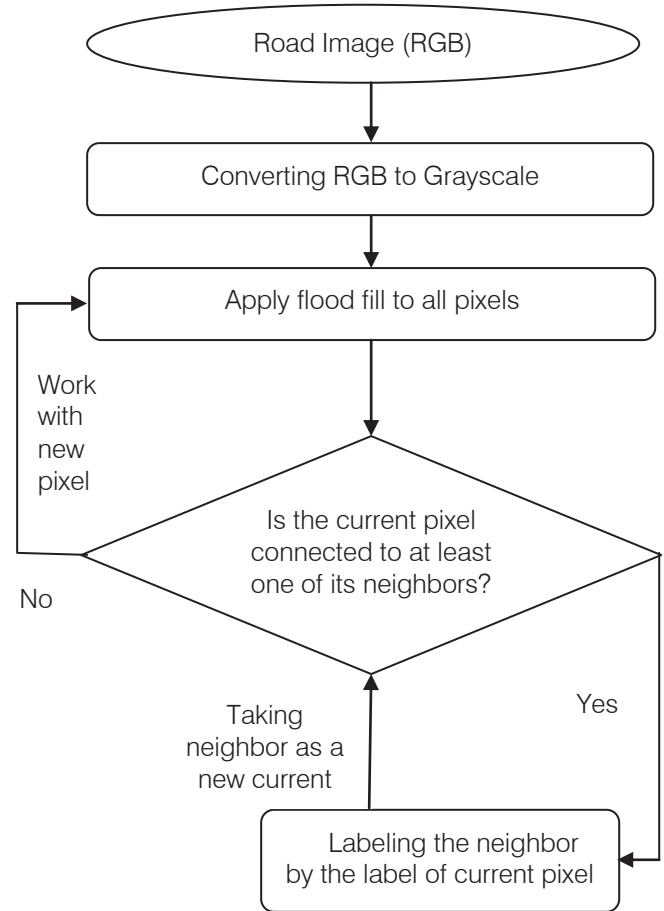 Road Image (RGB)
Converting RGB to Grayscale
Apply flood fill to all pixels
Work
with
new
pixel
Is the current pixel
connected to at least
one of its neighbors?
No
Yes
Taking
neighbor as a
new current
Labeling the neighbor
by the label of current pixel